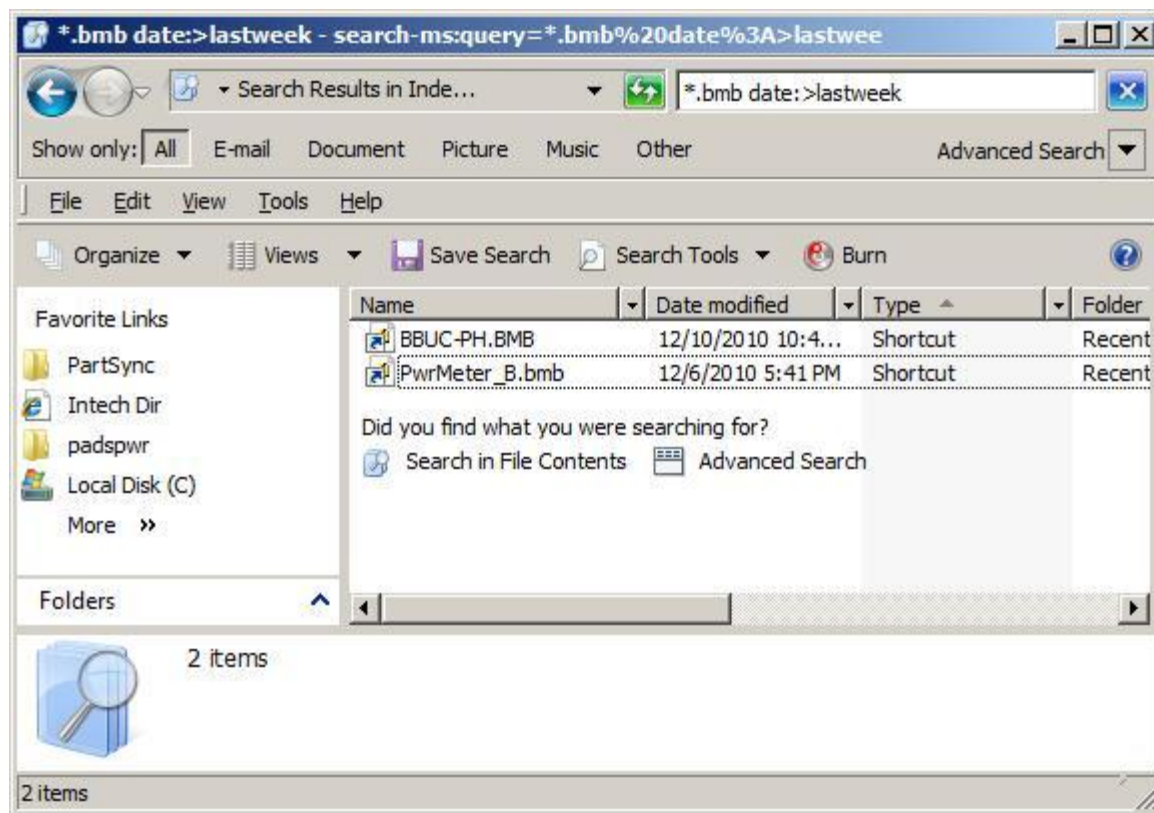 *.bmb date:>lastweek - search-ms:query=*.bmb%20date%3A>lastwee
Search Results in Inde...
*.bmb date:>lastweek
Show only: All E-mail Document Picture Music Other Advanced Search
File Edit View Tools Help
Organize Views Save Search Search Tools Burn
Favorite Links
PartSync
Intech Dir
padspwr
Local Disk (C)
More »
Folders
Name Date modified Type Folder
BBUC-PH.BMB 12/10/2010 10:4... Shortcut Recent
PwrMeter_B.bmb 12/6/2010 5:41 PM Shortcut Recent
Did you find what you were searching for?
Search in File Contents Advanced Search
2 items
2 items